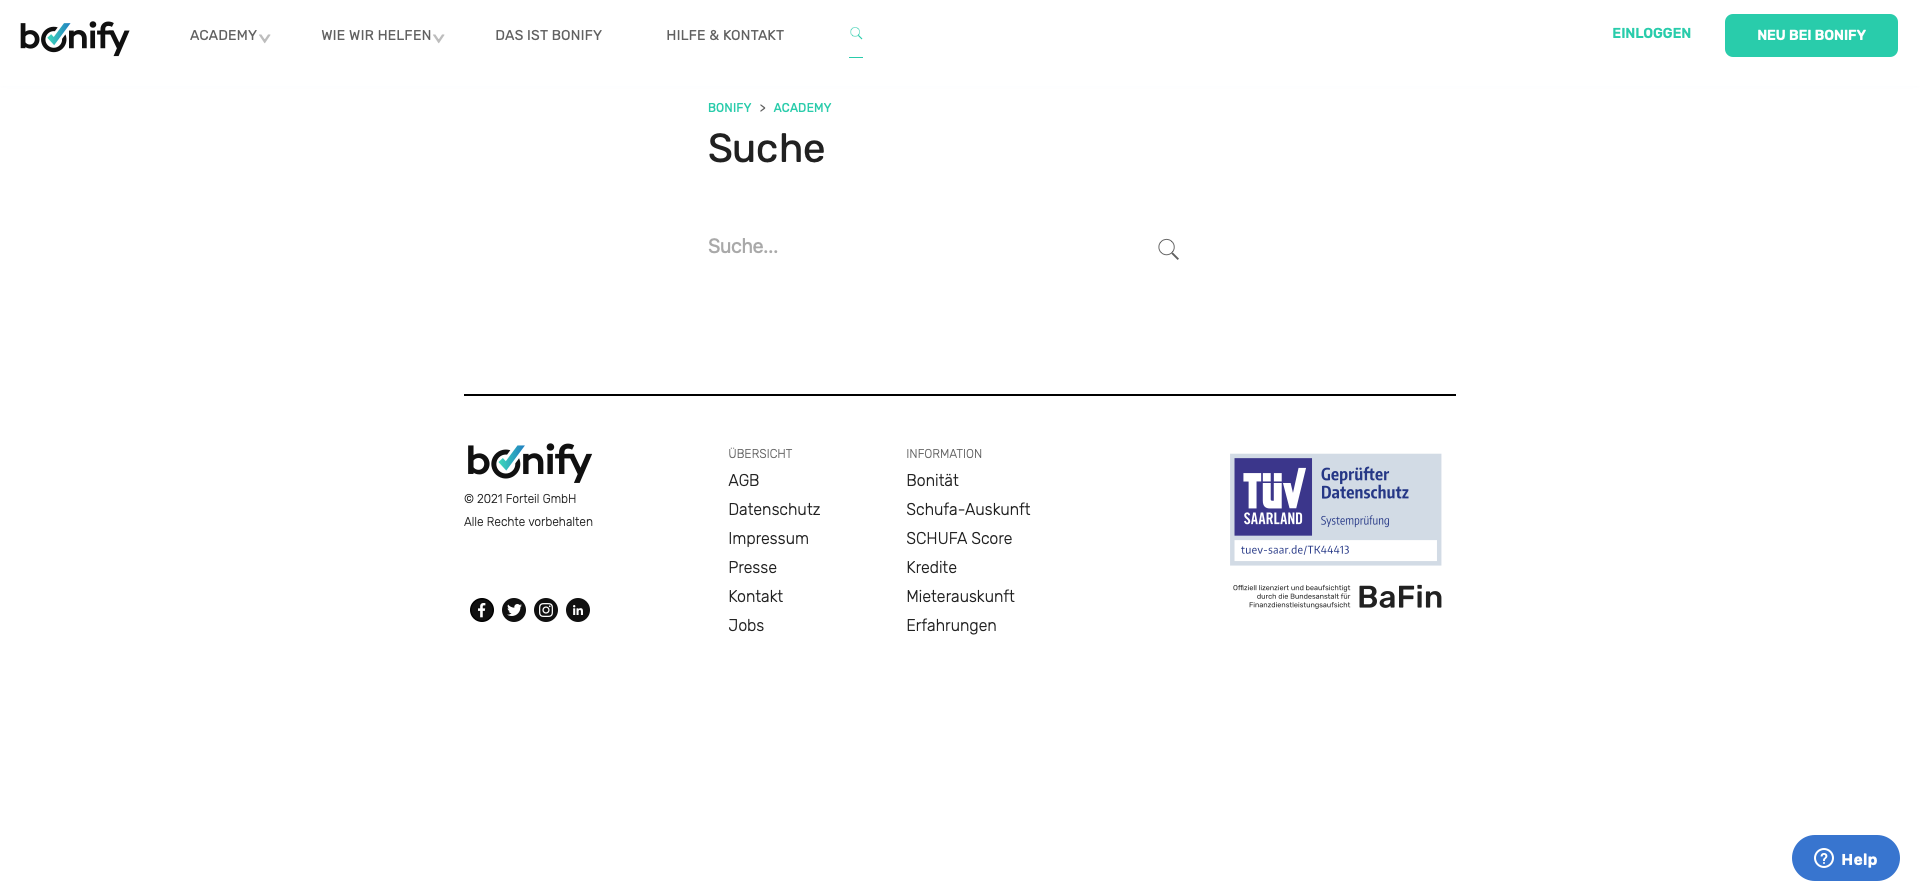 bonify
ACADEMY
WIE WIR HELFEN
DAS IST BONIFY
HILFE & KONTAKT
EINLOGGEN
NEU BEI BONIFY
BONIFY > ACADEMY
Suche
Suche...
bonify
© 2021 Forteil GmbH
Alle Rechte vorbehalten
ÜBERSICHT
AGB
Datenschutz
Impressum
Presse
Kontakt
Jobs
INFORMATION
Bonität
Schufa-Auskunft
SCHUFA Score
Kredite
Mieterauskunft
Erfahrungen
TÜV
SAARLAND
Geprüfter
Datenschutz
Systemprüfung
tuev-saar.de/TK44413
Offiziell lizenziert und beaufsichtigt
durch die Bundesanstalt für
Finanzdienstleistungsaufsicht
BaFin
Help